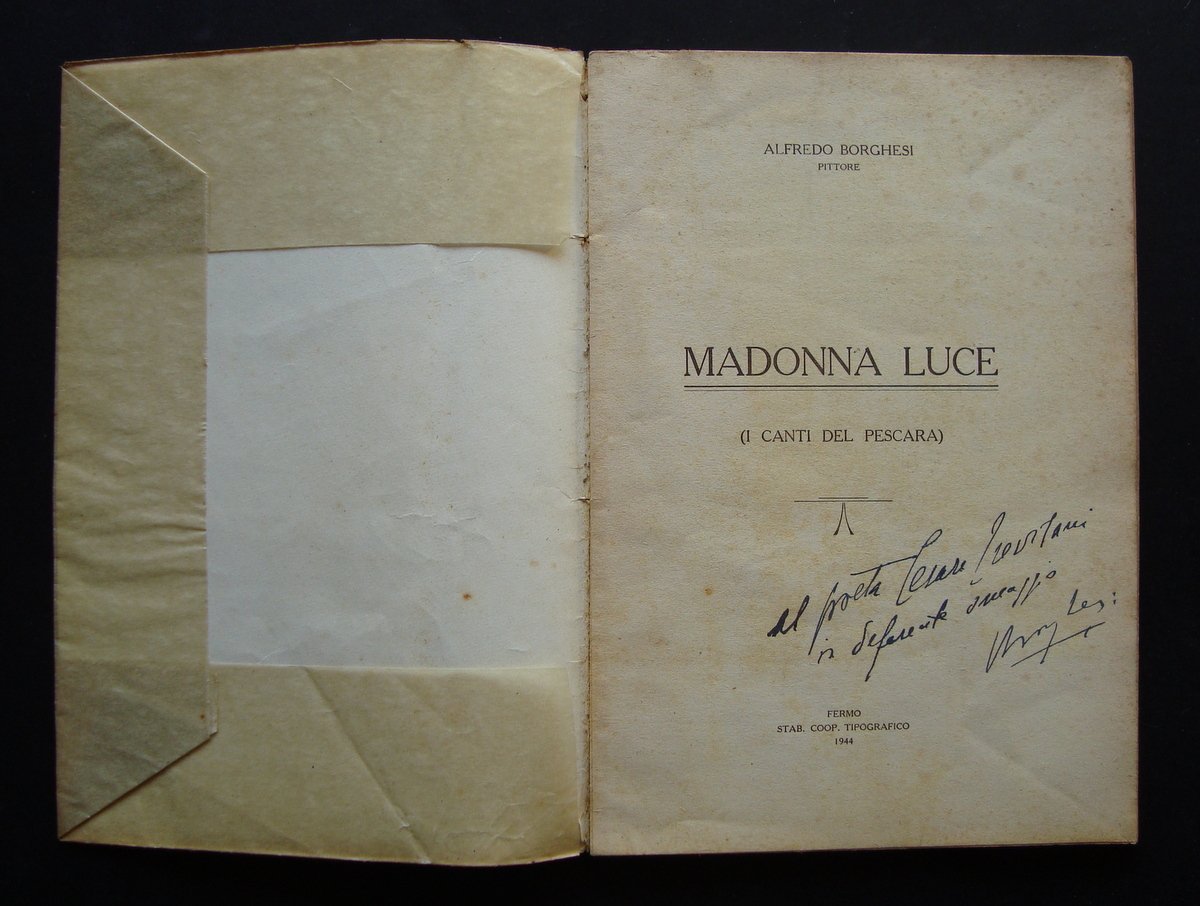 ALFREDO BORGHESI
PITTORE
MADONNA LUCE
(I CANTI DEL PESCARA)
al poeta Cesare
in deferente omaggio
FERMO
STAB. COOP. TIPOGRAFICO
1944